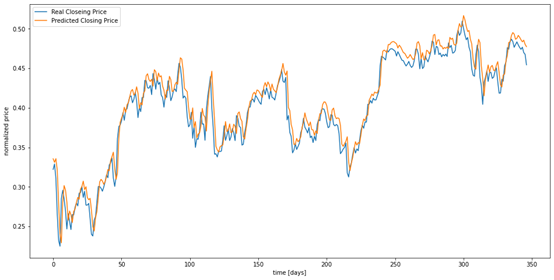 Real Closeing Price
Predicted Closing Price
normalized price
0.50
0.45
0.40
0.35
0.30
0.25
0 50 100 150 200 250 300 350
time [days]